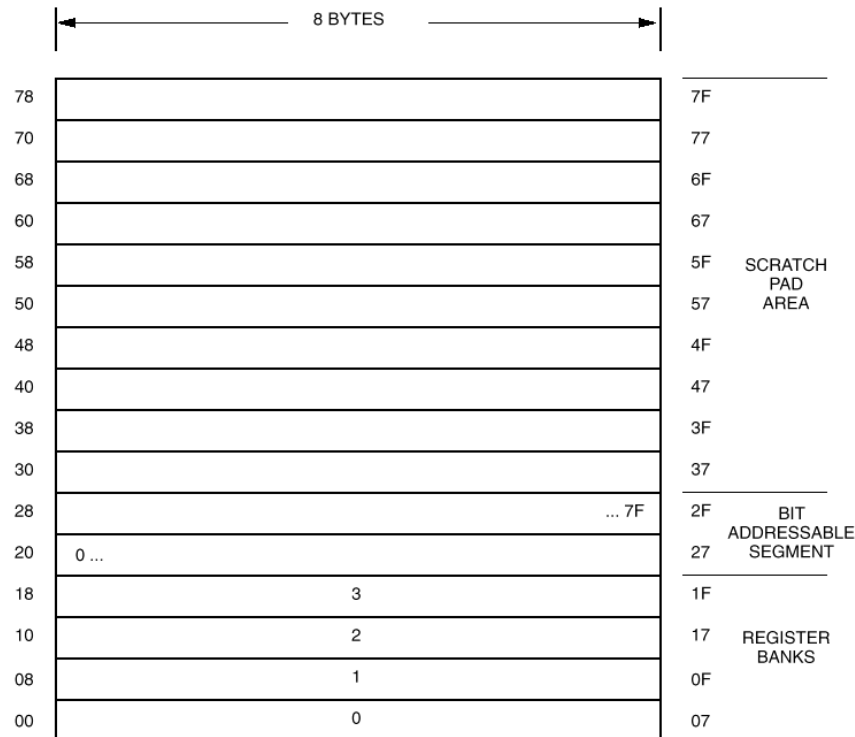 8 BYTES
78 7F
70 77
68 6F
60 67
58 5F SCRATCH
PAD
50 57 AREA
48 4F
40 47
38 3F
30 37
28 ... 7F 2F BIT
ADDRESSABLE
20 0 ... 27 SEGMENT
18 3 1F
10 2 17 REGISTER
BANKS
08 1 0F
00 0 07